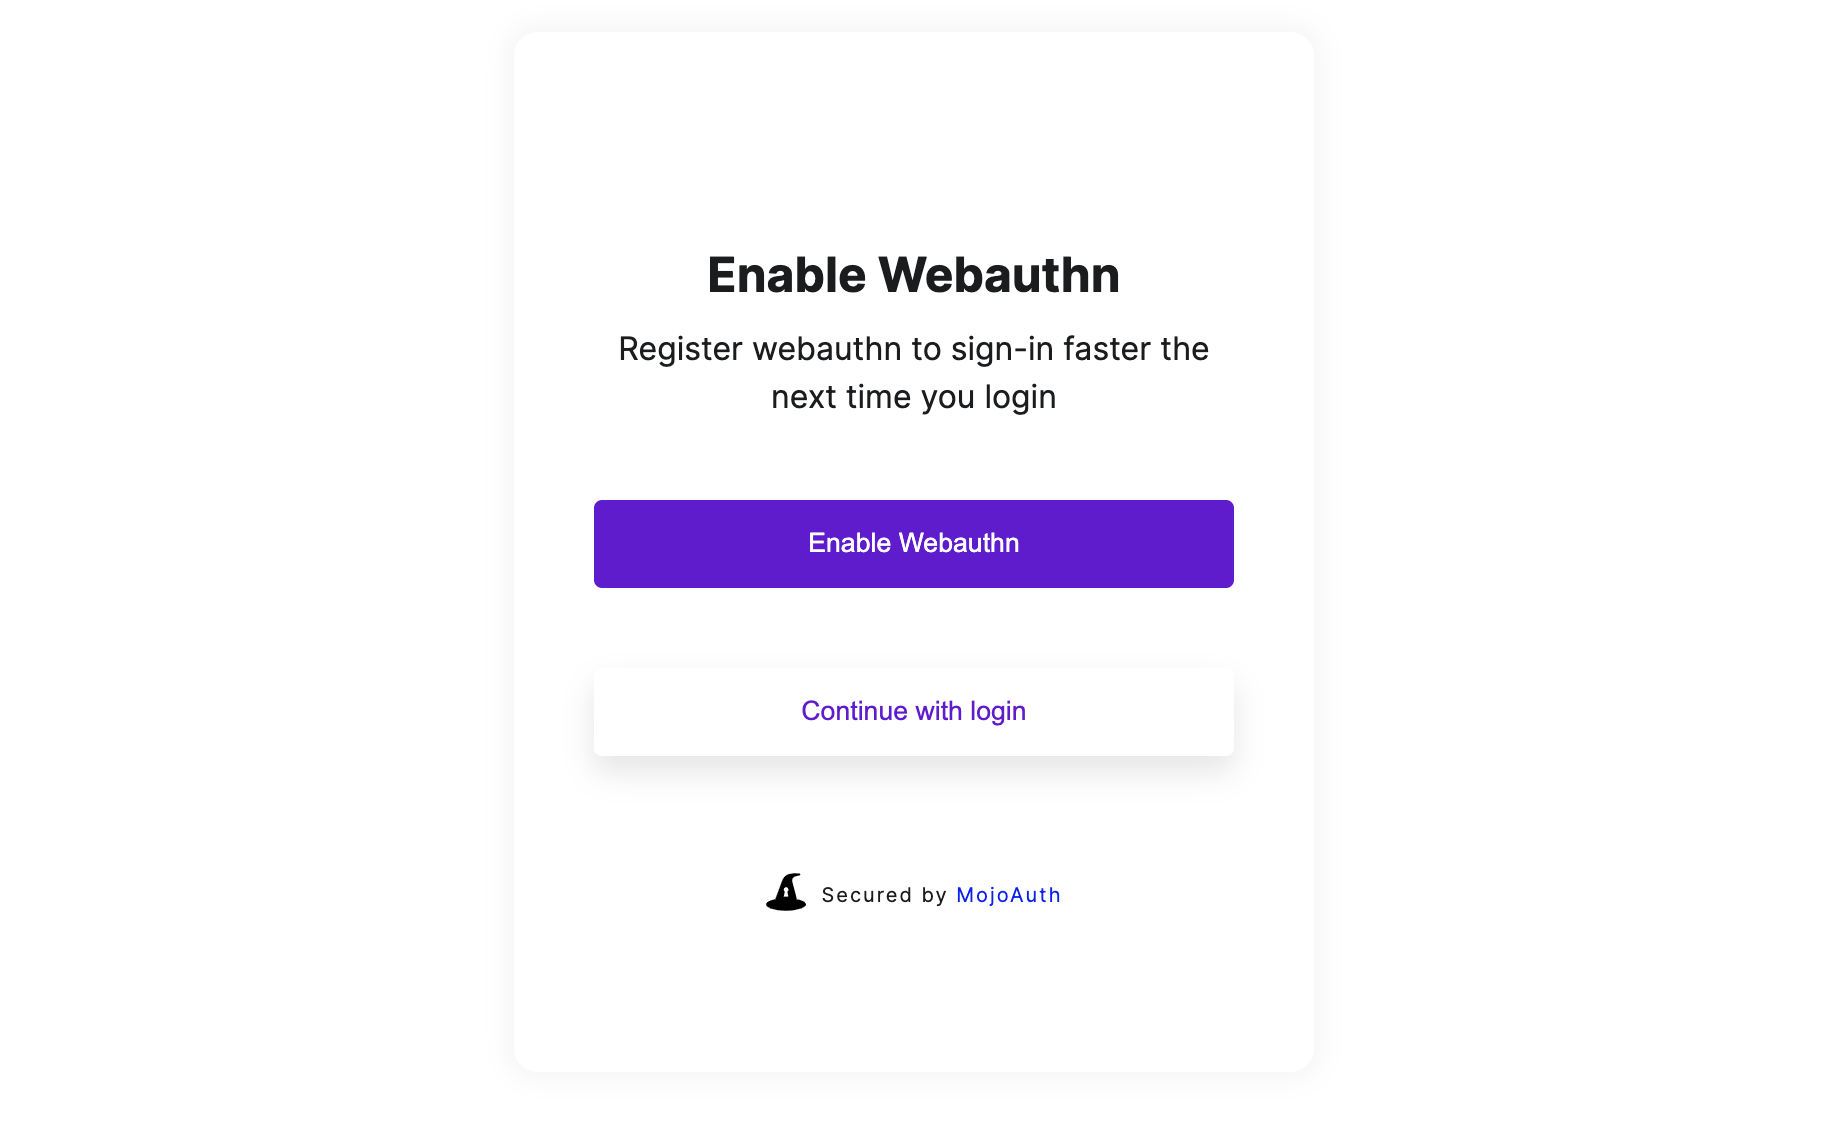 Enable Webauthn
Register webauthn to sign-in faster the
next time you login
Enable Webauthn
Continue with login
Secured by MojoAuth